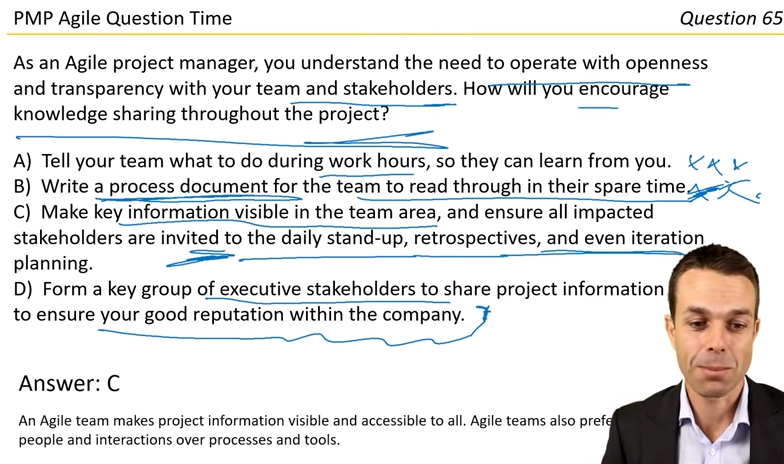 PMP Agile Question Time
Question 65
As an Agile project manager, you understand the need to operate with openness
and transparency with your team and stakeholders. How will you encourage
knowledge sharing throughout the project?
A) Tell your team what to do during work hours, so they can learn from you.
B) Write a process document for the team to read through in their spare time.
C) Make key information visible in the team area, and ensure all impacted
stakeholders are invited to the daily stand-up, retrospectives, and even iteration
planning.
D) Form a key group of executive stakeholders to share project information
to ensure your good reputation within the company.
Answer: C
An Agile team makes project information visible and accessible to all. Agile teams also
people and interactions over processes and tools.